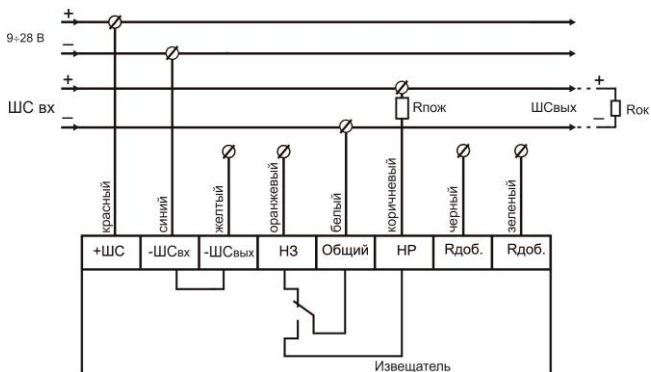 +
9÷28 В
−
+
ШС вх
Rпож
ШСвых
+
−
Rок
−
красный
синий
желтый
оранжевый
белый
коричневый
черный
зеленый
+ШС
-ШСвх
-ШСвых
НЗ
Общий
НР
Rдоб.
Rдоб.
Извещатель